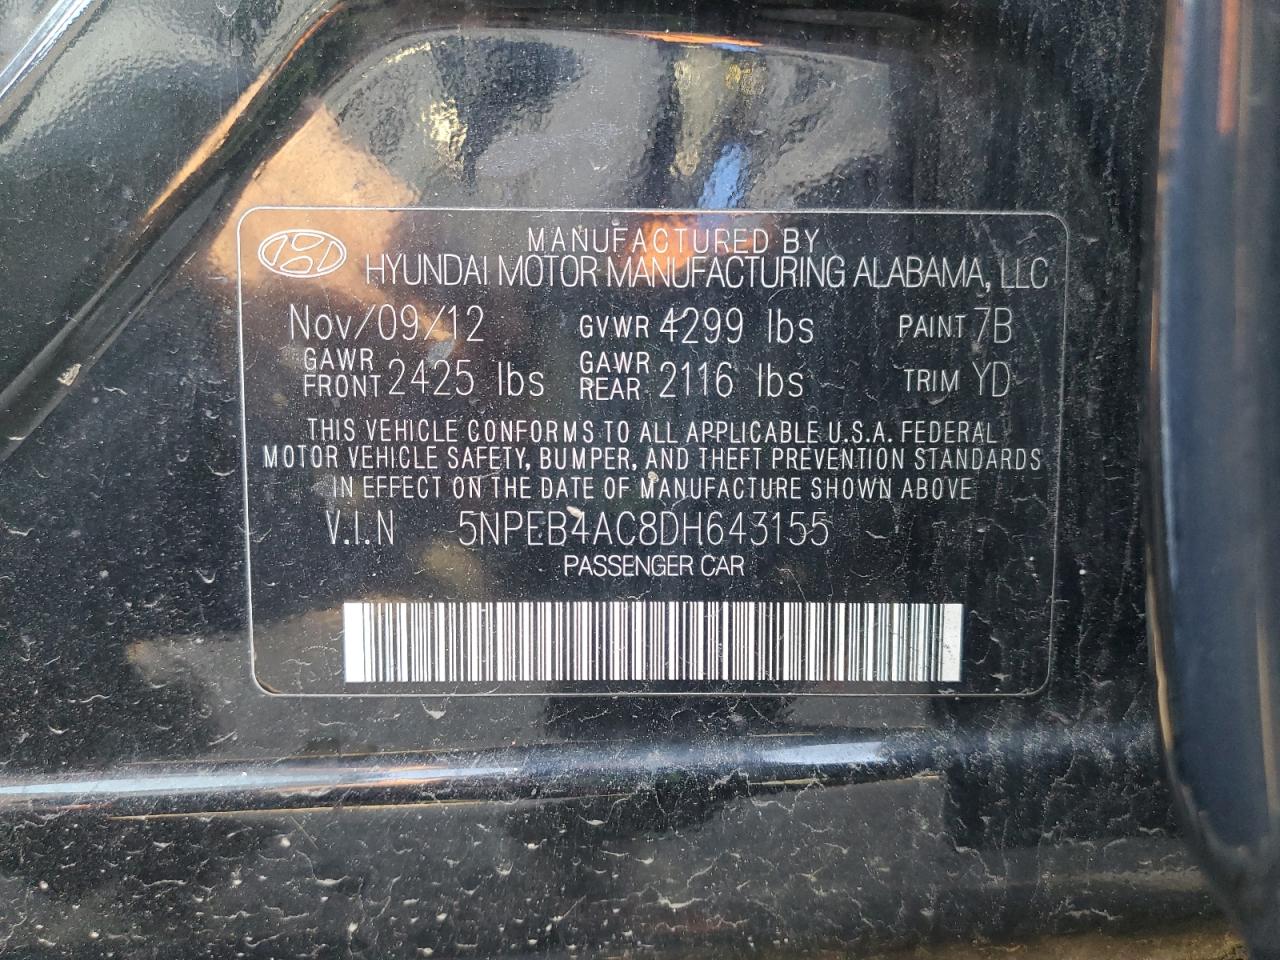 MANUFACTURED BY
HYUNDAI MOTOR MANUFACTURING ALABAMA, LLC
Nov/09/12 GVWR 4299 lbs PAINT 7B
GAWR FRONT 2425 lbs GAWR REAR 2116 lbs TRIM YD
THIS VEHICLE CONFORMS TO ALL APPLICABLE U.S.A. FEDERAL
MOTOR VEHICLE SAFETY, BUMPER, AND THEFT PREVENTION STANDARDS
IN EFFECT ON THE DATE OF MANUFACTURE SHOWN ABOVE
V.I.N 5NPEB4AC8DH643155
PASSENGER CAR